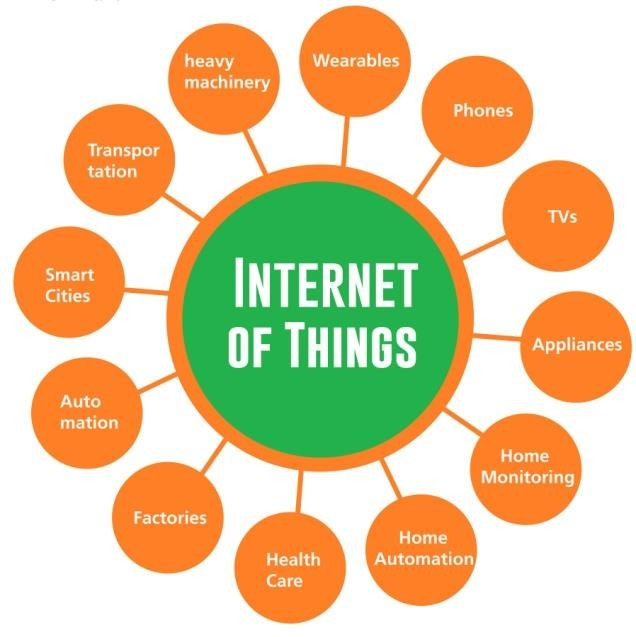 heavy
machinery
Wearables
Phones
TVs
Appliances
Home
Monitoring
Home
Automation
Health
Care
Factories
Auto
mation
Smart
Cities
Transpor
tation
INTERNET
OF THINGS